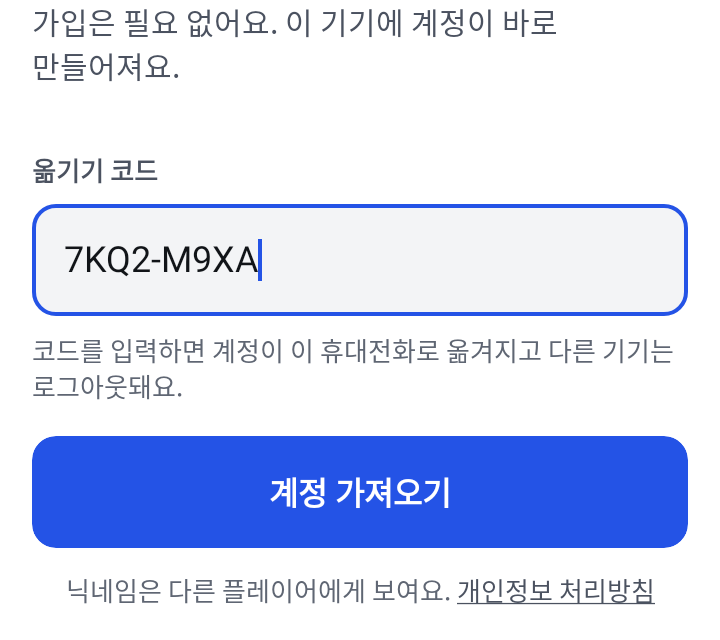 가입은 필요 없어요. 이 기기에 계정이 바로
만들어져요.
옮기기 코드
7KQ2-M9XA
코드를 입력하면 계정이 이 휴대전화로 옮겨지고 다른 기기는
로그아웃돼요.
계정 가져오기
닉네임은 다른 플레이어에게 보여요. 개인정보 처리방침